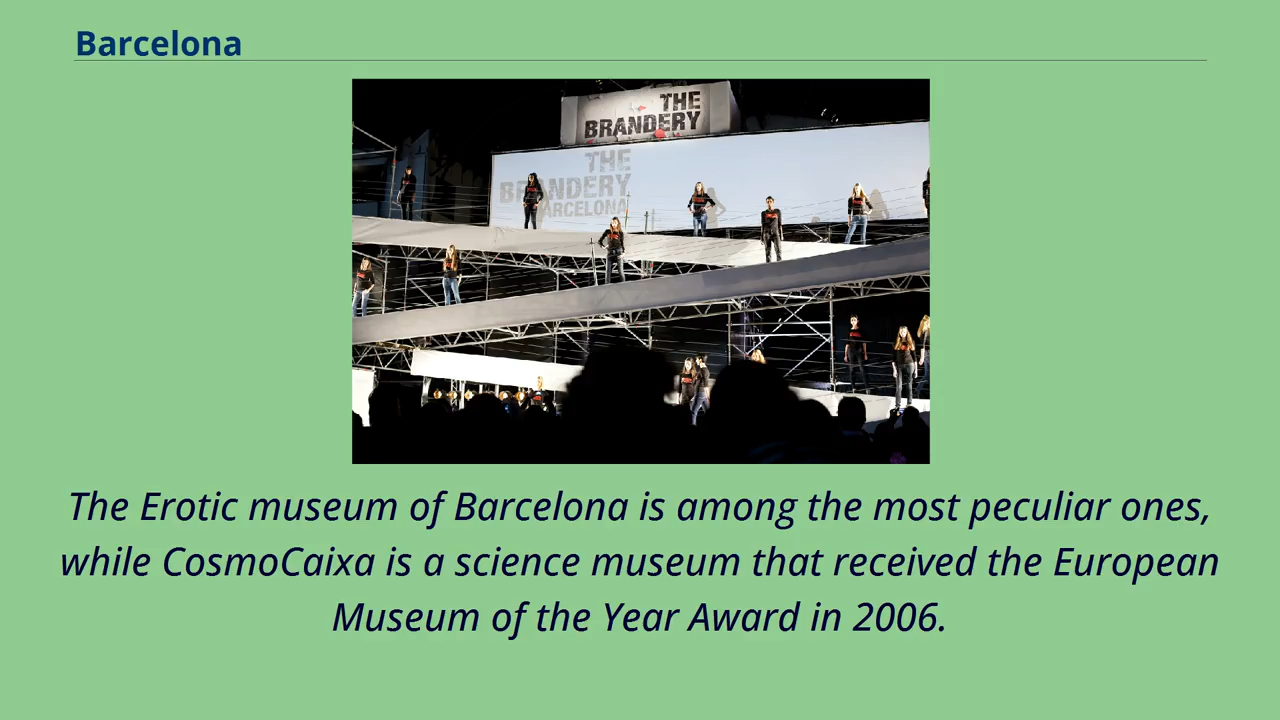 Barcelona
THE
BRANDERY
THE
BRANDERY
BARCELONA
The Erotic museum of Barcelona is among the most peculiar ones,
while CosmoCaixa is a science museum that received the European
Museum of the Year Award in 2006.